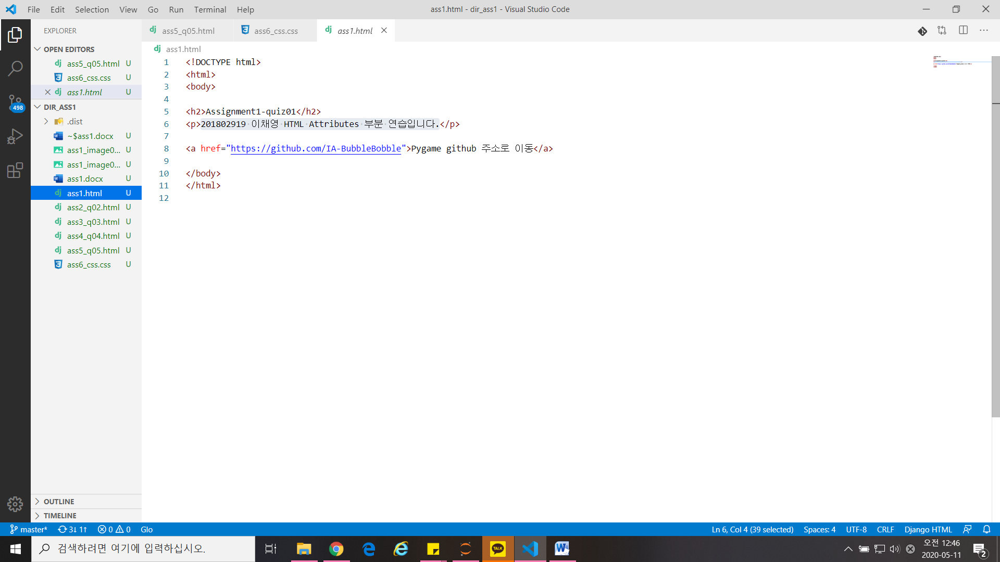 File Edit Selection View Go Run Terminal Help
ass1.html - dir_ass1 - Visual Studio Code
EXPLORER
OPEN EDITORS
ass5_q05.html U
ass6_css.css U
ass1.html U
DIR_ASS1
.dist
~$ass1.docx U
ass1_image0... U
ass1_image0... U
ass1.docx U
ass1.html U
ass2_q02.html U
ass3_q03.html U
ass4_q04.html U
ass5_q05.html U
ass6_css.css U
OUTLINE
TIMELINE
498
ass5_q05.html ass6_css.css ass1.html
ass1.html
1 <!DOCTYPE html>
2 <html>
3 <body>
4
5 <h2>Assignment1-quiz01</h2>
6 <p>201802919 이채영 HTML Attributes 부분 연습입니다.</p>
7
8 <a href="https://github.com/IA-BubbleBobble">Pygame github 주소로 이동</a>
9
10 </body>
11 </html>
12
master* 3↓ 1↑ 0 0 Glo
Ln 6, Col 4 (39 selected) Spaces: 4 UTF-8 CRLF Django HTML
검색하려면 여기에 입력하십시오.
TALK
오전 12:46
2020-05-11
2